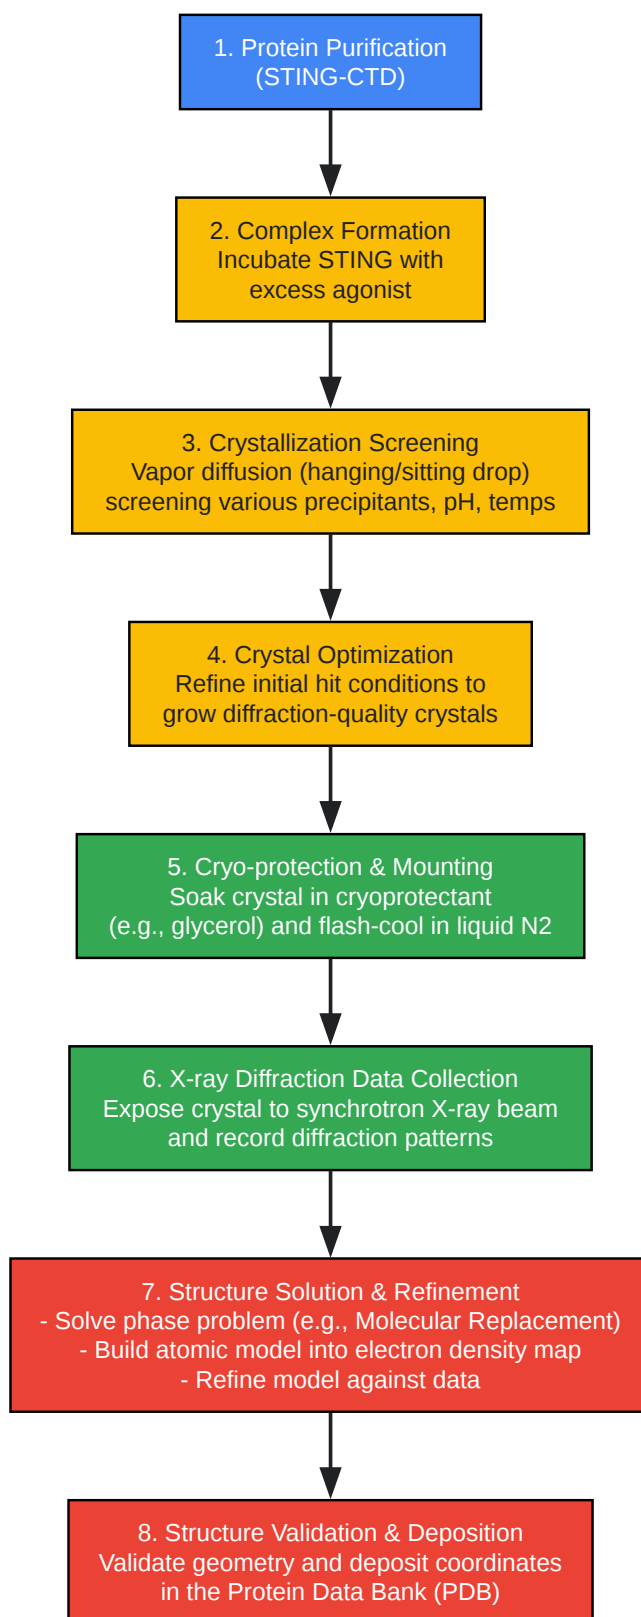 1. Protein Purification
(STING-CTD)
2. Complex Formation
Incubate STING with
excess agonist
3. Crystallization Screening
Vapor diffusion (hanging/sitting drop)
screening various precipitants, pH, temps
4. Crystal Optimization
Refine initial hit conditions to
grow diffraction-quality crystals
5. Cryo-protection & Mounting
Soak crystal in cryoprotectant
(e.g., glycerol) and flash-cool in liquid N2
6. X-ray Diffraction Data Collection
Expose crystal to synchrotron X-ray beam
and record diffraction patterns
7. Structure Solution & Refinement
- Solve phase problem (e.g., Molecular Replacement)
- Build atomic model into electron density map
- Refine model against data
8. Structure Validation & Deposition
Validate geometry and deposit coordinates
in the Protein Data Bank (PDB)